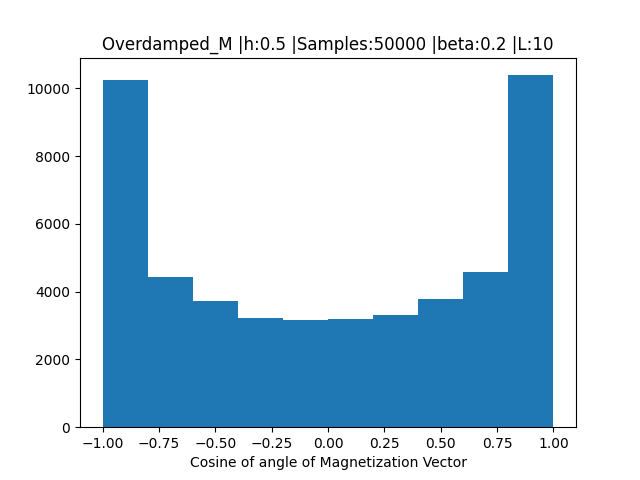 Overdamped_M |h:0.5 |Samples:50000 |beta:0.2 |L:10
10000
8000
6000
4000
2000
0
−1.00 −0.75 −0.50 −0.25 0.00 0.25 0.50 0.75 1.00
Cosine of angle of Magnetization Vector